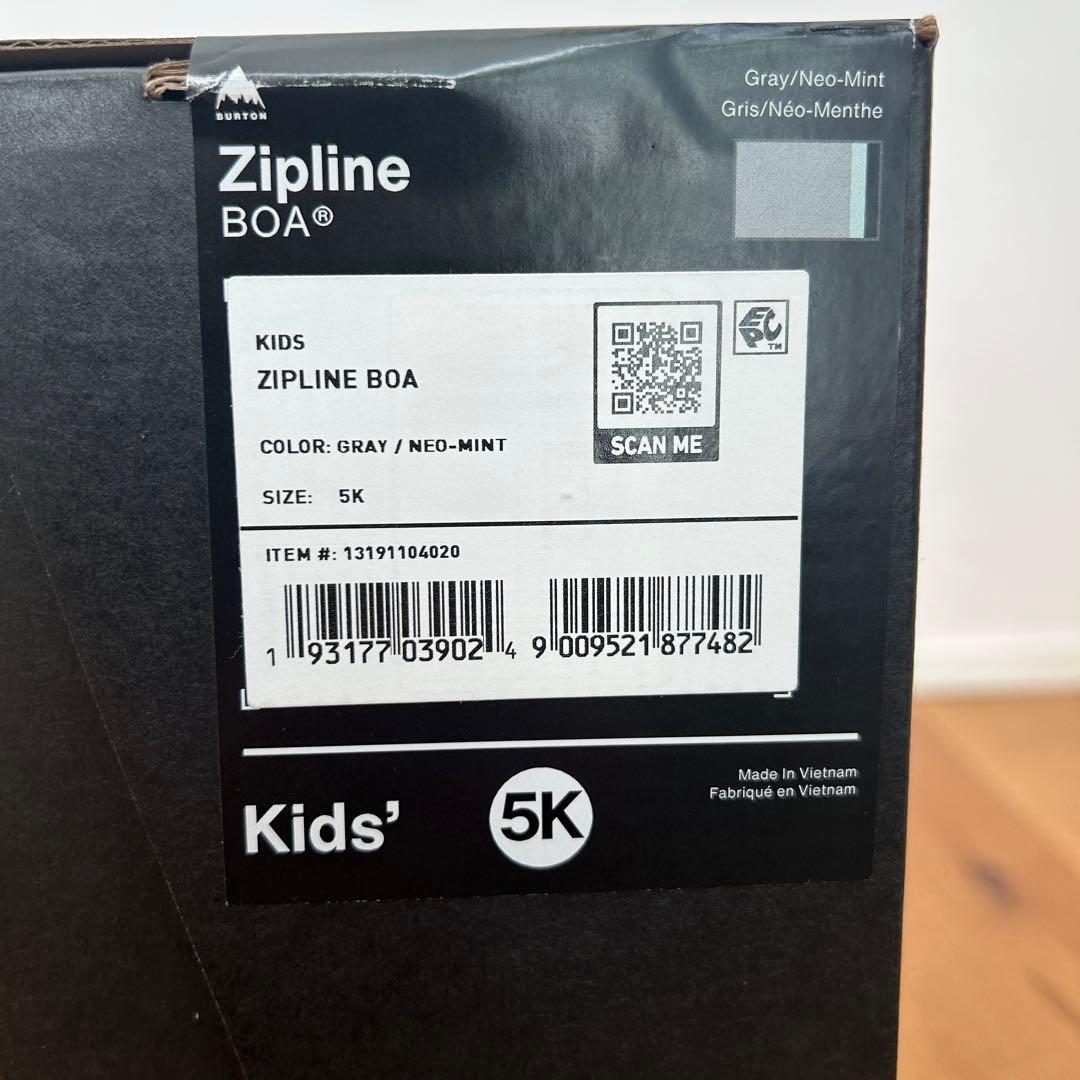 BURTON
Zipline
BOA®
Gray/Neo-Mint
Gris/Néo-Menthe
KIDS
ZIPLINE BOA
COLOR: GRAY / NEO-MINT
SIZE: 5K
SCAN ME
EPC™
ITEM #: 13191104020
1 93177 03902 4
9 009521 877482
Kids’
5K
Made In Vietnam
Fabriqué en Vietnam